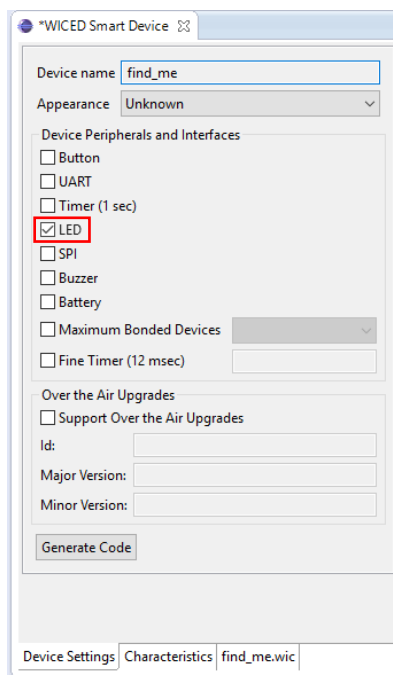 *WICED Smart Device
Device name find_me
Appearance Unknown
Device Peripherals and Interfaces
Button
UART
Timer (1 sec)
LED
SPI
Buzzer
Battery
Maximum Bonded Devices
Fine Timer (12 msec)
Over the Air Upgrades
Support Over the Air Upgrades
Id:
Major Version:
Minor Version:
Generate Code
Device Settings Characteristics find_me.wic